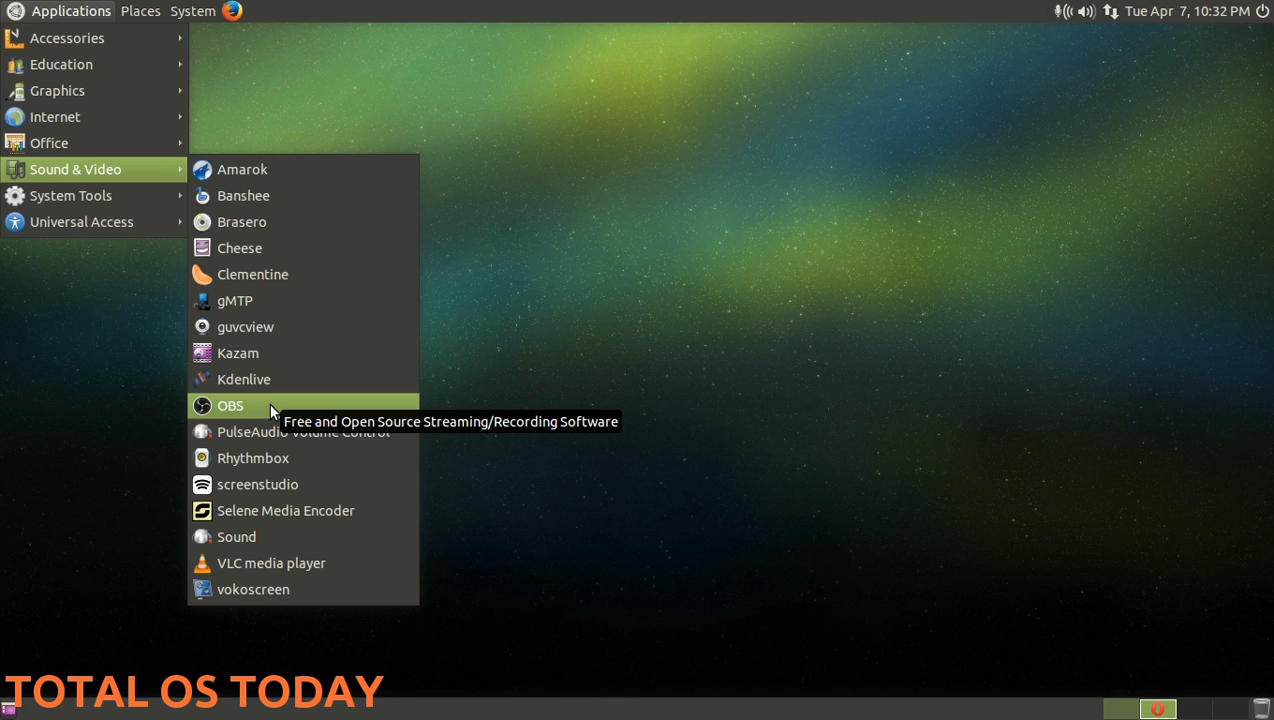 Applications Places System
Tue Apr 7, 10:32 PM
Accessories
Education
Graphics
Internet
Office
Sound & Video
System Tools
Universal Access
Amarok
Banshee
Brasero
Cheese
Clementine
gMTP
guvcview
Kazam
Kdenlive
OBS
Free and Open Source Streaming/Recording Software
PulseAudio Volume Control
Rhythmbox
screenstudio
Selene Media Encoder
Sound
VLC media player
vokoscreen
TOTAL OS TODAY